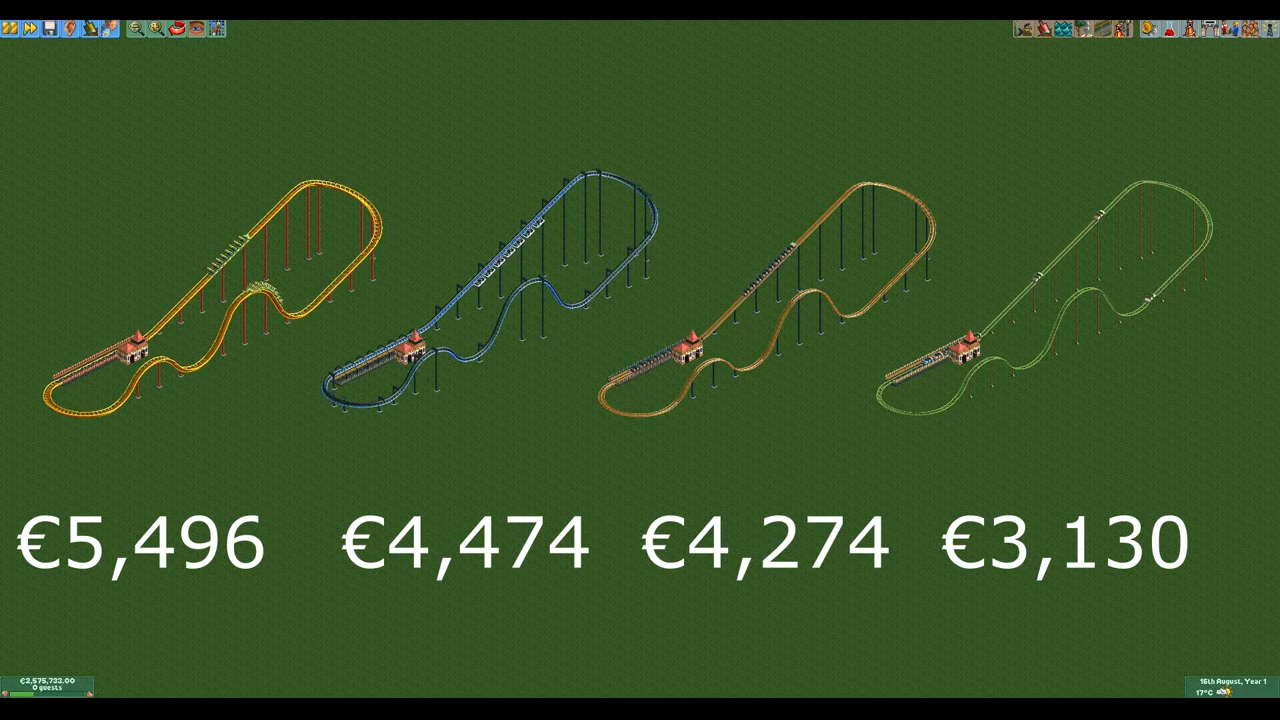 €5,496 €4,474 €4,274 €3,130
€2,575,733.00
0 guests
16th August, Year 1
17°C